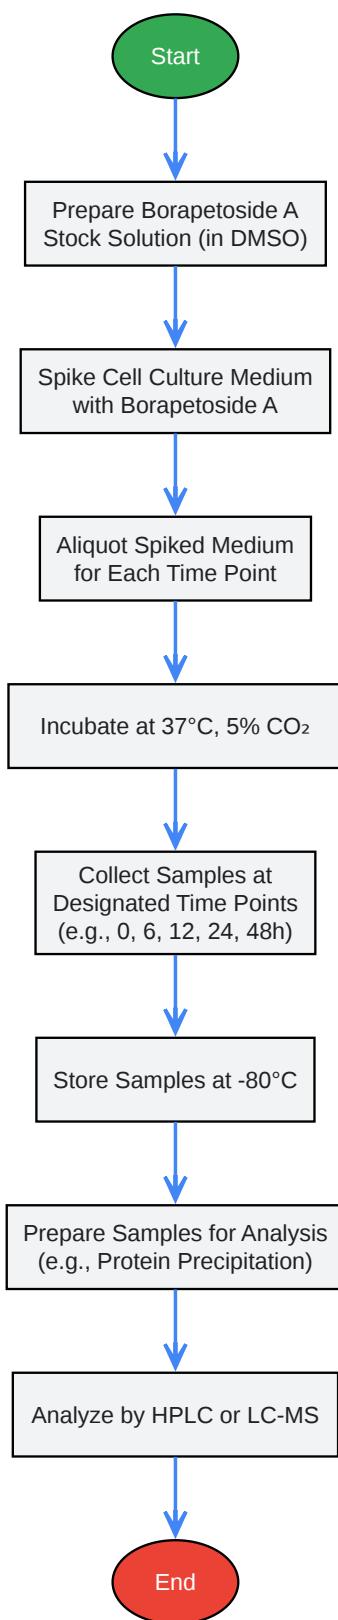 Start
Prepare Borapetoside A
Stock Solution (in DMSO)
Spike Cell Culture Medium
with Borapetoside A
Aliquot Spiked Medium
for Each Time Point
Incubate at 37°C, 5% CO₂
Collect Samples at
Designated Time Points
(e.g., 0, 6, 12, 24, 48h)
Store Samples at -80°C
Prepare Samples for Analysis
(e.g., Protein Precipitation)
Analyze by HPLC or LC-MS
End